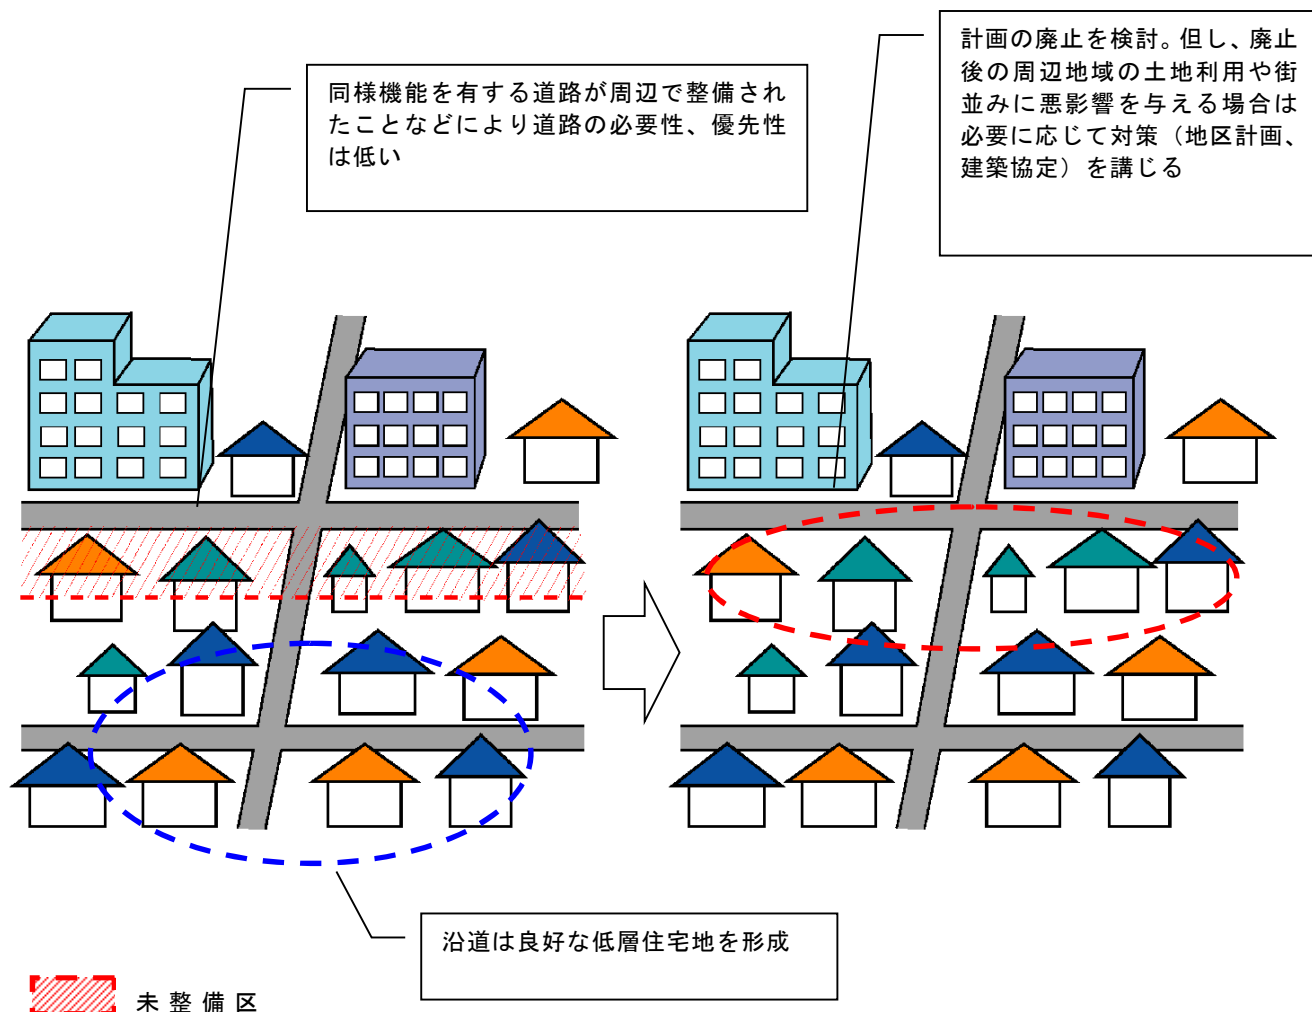 計画の廃止を検討。但し、廃止
後の周辺地域の土地利用や街
並みに悪影響を与える場合は
必要に応じて対策（地区計画、
建築協定）を講じる
同様機能を有する道路が周辺で整備され
たことなどにより道路の必要性、優先性
は低い
沿道は良好な低層住宅地を形成
未整備区